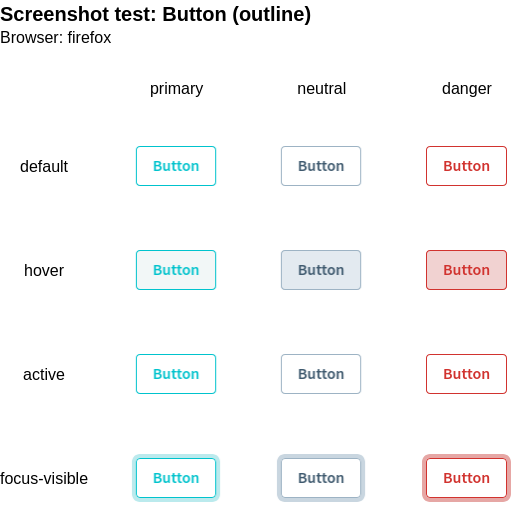 Screenshot test: Button (outline)
Browser: firefox
primary neutral danger
default Button Button Button
hover Button Button Button
active Button Button Button
focus-visible Button Button Button